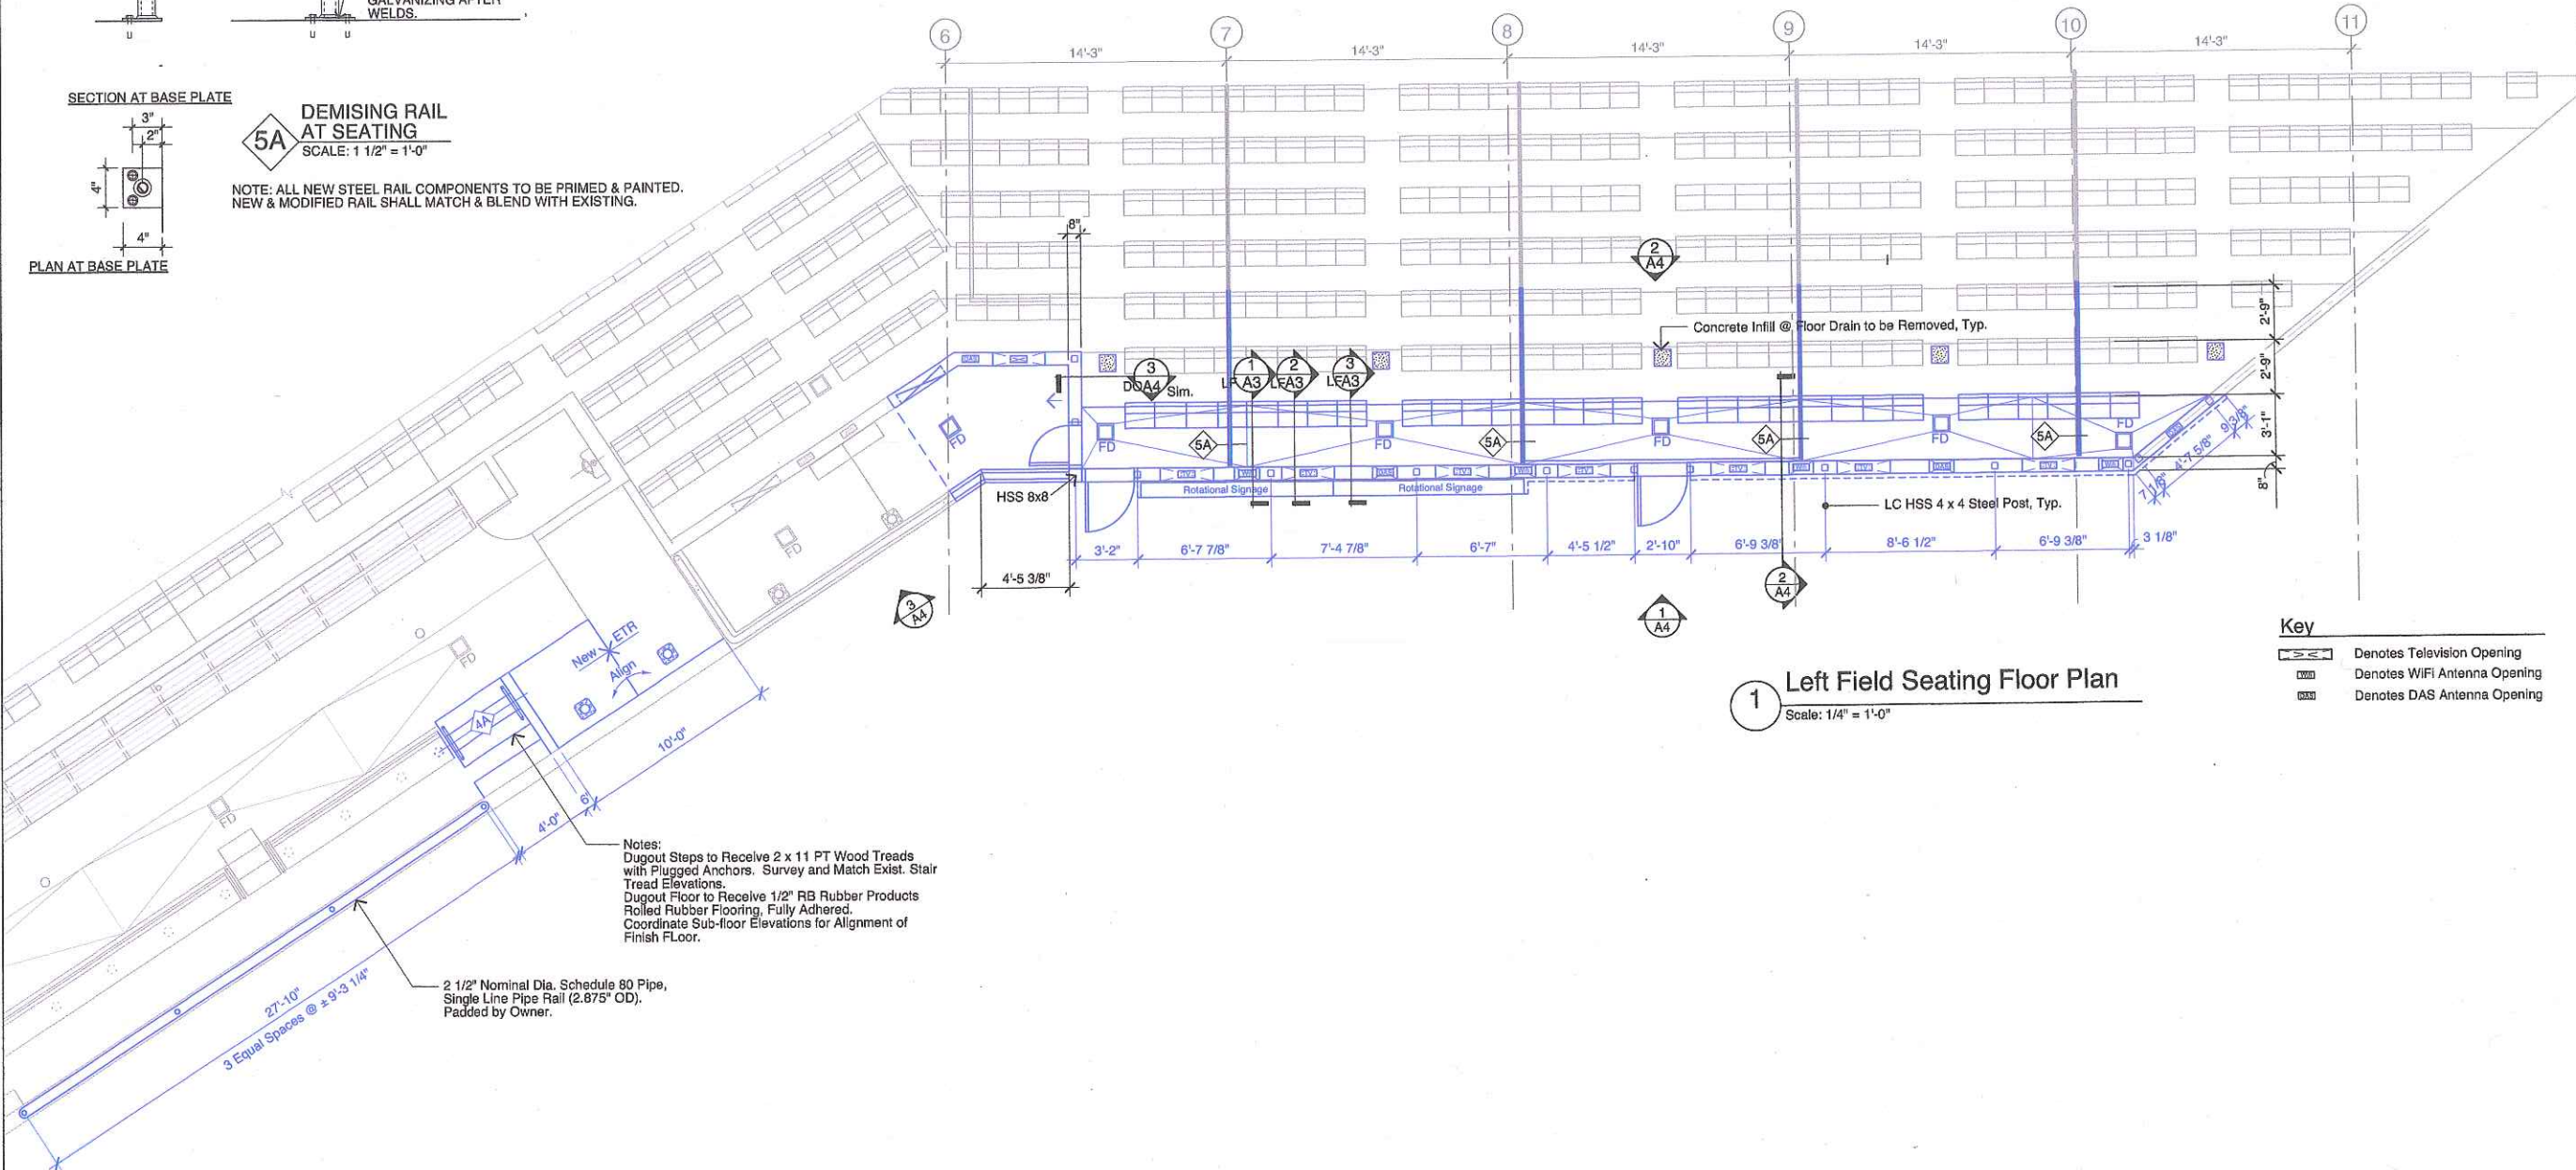 GALVANIZING AFTER
WELDS.
SECTION AT BASE PLATE
3"
2"
4"
4"
PLAN AT BASE PLATE
5A
DEMISING RAIL
AT SEATING
SCALE: 1 1/2" = 1'-0"
NOTE: ALL NEW STEEL RAIL COMPONENTS TO BE PRIMED & PAINTED.
NEW & MODIFIED RAIL SHALL MATCH & BLEND WITH EXISTING.
6
7
8
9
10
11
14'-3"
14'-3"
14'-3"
14'-3"
14'-3"
8"
2
A4
Concrete Infill @ Floor Drain to be Removed, Typ.
2'-9"
2'-9"
3'-1"
8"
3
A4
Sim.
1
A3
2
A3
3
A3
FD
FD
FD
FD
FD
FD
5A
5A
5A
5A
9 3/8"
4'-7 5/8"
7 1/8"
HSS 8x8
Rotational Signage
Rotational Signage
LC HSS 4 x 4 Steel Post, Typ.
3'-2"
6'-7 7/8"
7'-4 7/8"
6'-7"
4'-5 1/2"
2'-10"
6'-9 3/8"
8'-6 1/2"
6'-9 3/8"
3 1/8"
4'-5 3/8"
3
A4
1
A4
2
A4
Key
Denotes Television Opening
Denotes WiFi Antenna Opening
Denotes DAS Antenna Opening
1
Left Field Seating Floor Plan
Scale: 1/4" = 1'-0"
FD
FD
FD
New
ETR
Align
4A
10'-0"
6"
4'-0"
Notes:
Dugout Steps to Receive 2 x 11 PT Wood Treads
with Plugged Anchors. Survey and Match Exist. Stair
Tread Elevations.
Dugout Floor to Receive 1/2" RB Rubber Products
Rolled Rubber Flooring, Fully Adhered.
Coordinate Sub-floor Elevations for Alignment of
Finish FLoor.
2 1/2" Nominal Dia. Schedule 80 Pipe,
Single Line Pipe Rail (2.875" OD).
Padded by Owner.
27'-10"
3 Equal Spaces @ ± 9'-3 1/4"